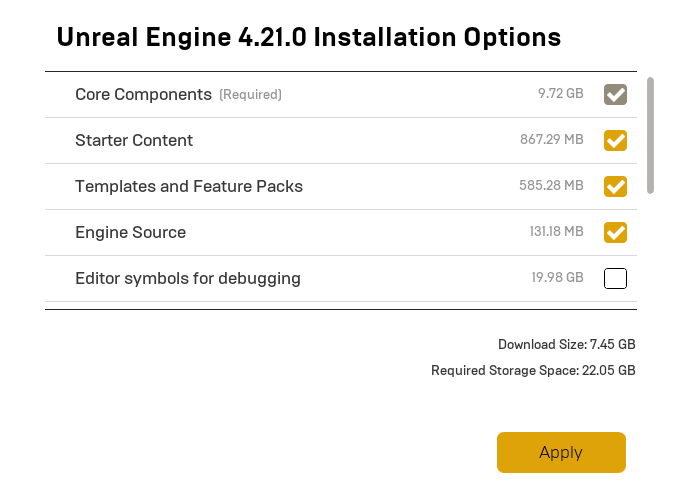 Unreal Engine 4.21.0 Installation Options
Core Components (Required) 9.72 GB
Starter Content 867.29 MB
Templates and Feature Packs 585.28 MB
Engine Source 131.18 MB
Editor symbols for debugging 19.98 GB
Download Size: 7.45 GB
Required Storage Space: 22.05 GB
Apply